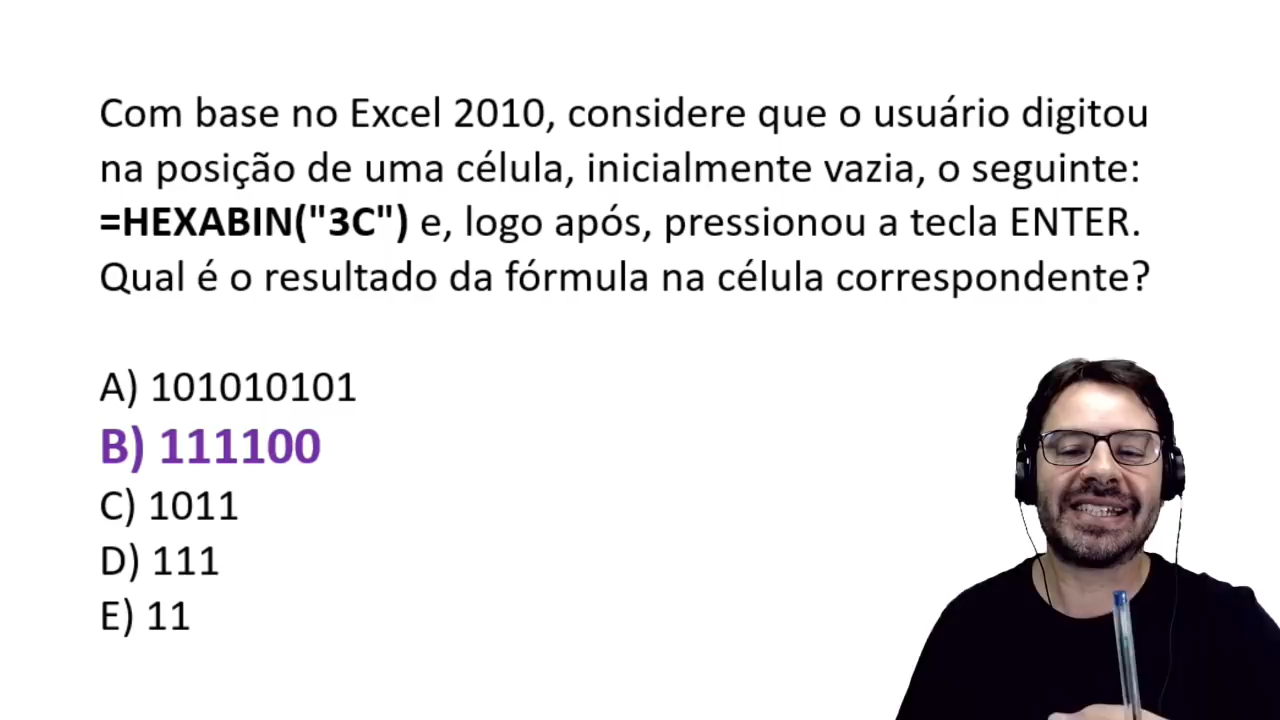 Com base no Excel 2010, considere que o usuário digitou
na posição de uma célula, inicialmente vazia, o seguinte:
=HEXABIN("3C") e, logo após, pressionou a tecla ENTER.
Qual é o resultado da fórmula na célula correspondente?
A) 101010101
B) 111100
C) 1011
D) 111
E) 11